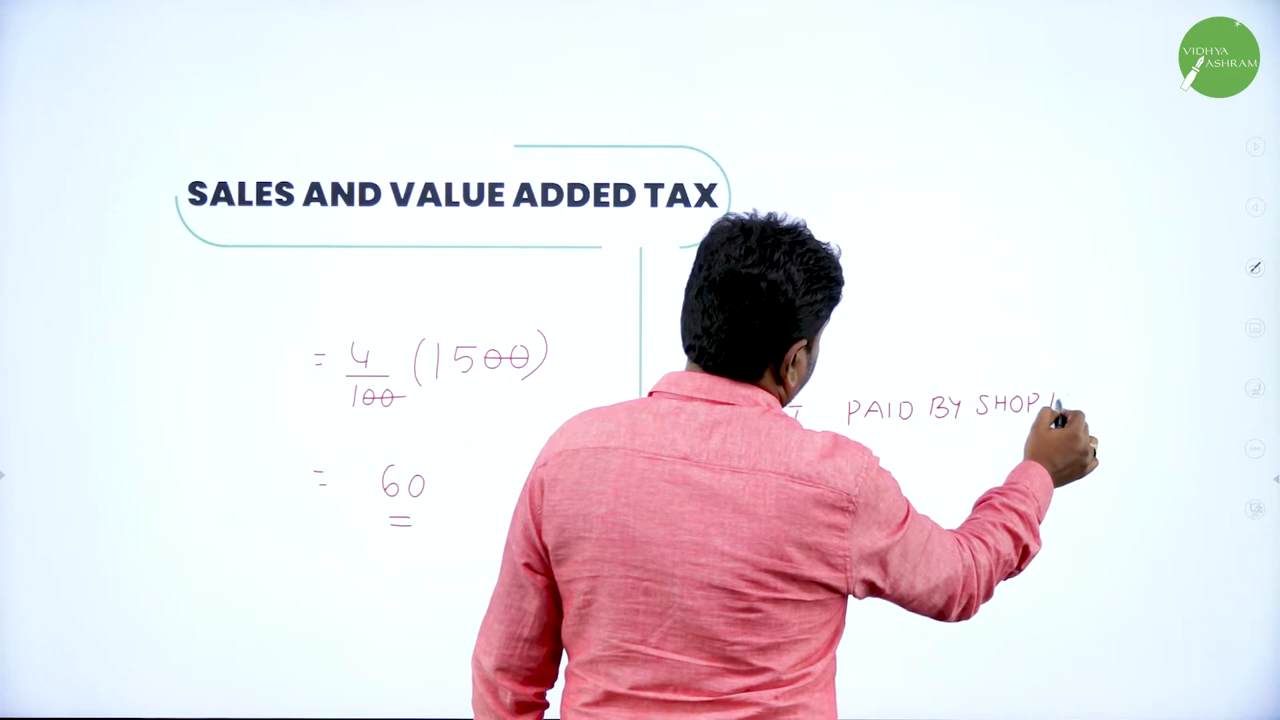 VIDHYA
ASHRAM
SALES AND VALUE ADDED TAX
= 4/100 (1500)
PAID BY SHOP
= 60